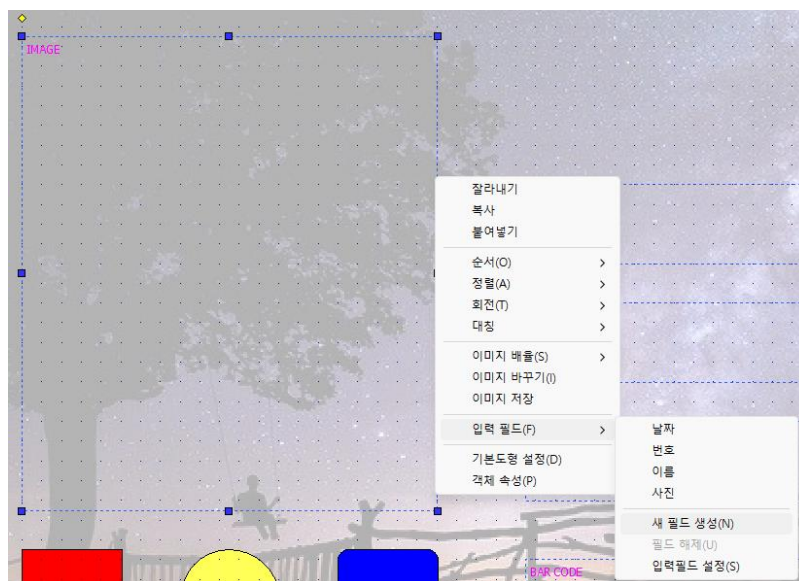 IMAGE
잘라내기
복사
붙여넣기
순서(O)
정렬(A)
회전(T)
대칭
이미지 배율(S)
이미지 바꾸기(I)
이미지 저장
입력 필드(F)
기본도형 설정(D)
객체 속성(P)
날짜
번호
이름
사진
새 필드 생성(N)
필드 해제(U)
입력필드 설정(S)
BAR CODE